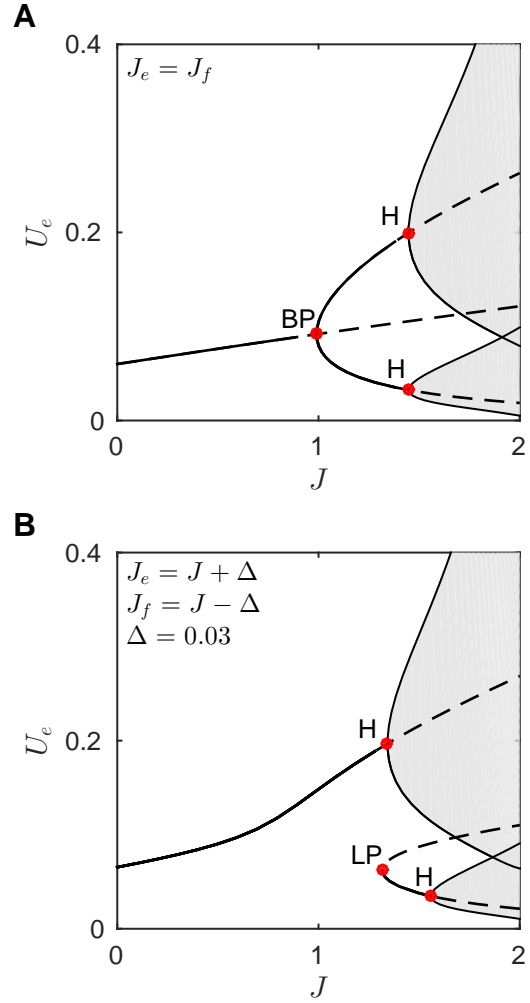 A
0.4
J_e = J_f
0.2
U_e
H
BP
H
0
0
1
2
J
B
0.4
J_e = J + Δ
J_f = J − Δ
Δ = 0.03
0.2
U_e
H
LP
H
0
0
1
2
J